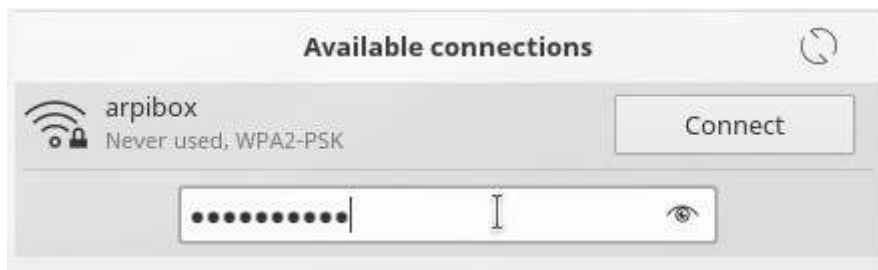 Available connections
arpibox
Never used, WPA2-PSK
Connect
●●●●●●●●●●